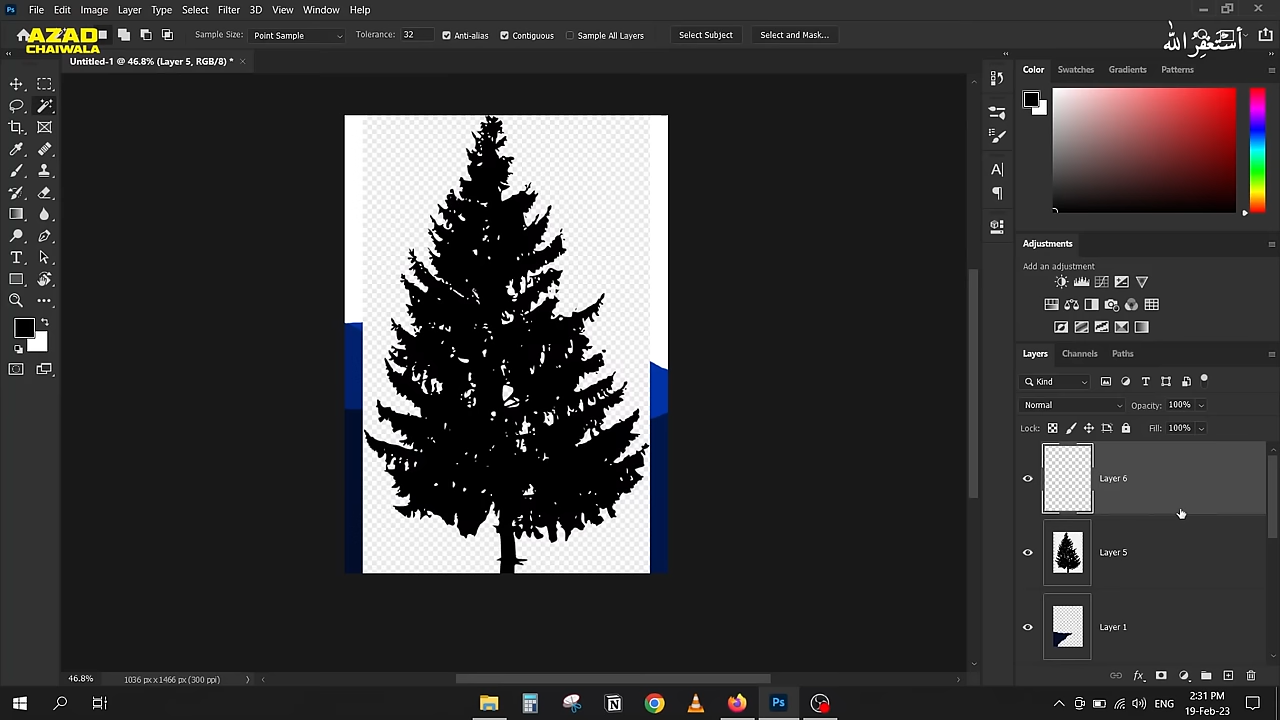 Ps File Edit Image Layer Type Select Filter 3D View Window Help
AZAD
CHAIWALA
Sample Size: Point Sample Tolerance: 32 Anti-alias Contiguous Sample All Layers Select Subject Select and Mask...
أستغفر الله
Untitled-1 @ 46.8% (Layer 5, RGB/8) *
Color Swatches Gradients Patterns
Adjustments
Add an adjustment
Layers Channels Paths
Kind
Normal Opacity: 100%
Lock: Fill: 100%
Layer 6
Layer 5
Layer 1
46.8% 1036 px x 1466 px (300 ppi)
ENG
2:31 PM
19-Feb-23